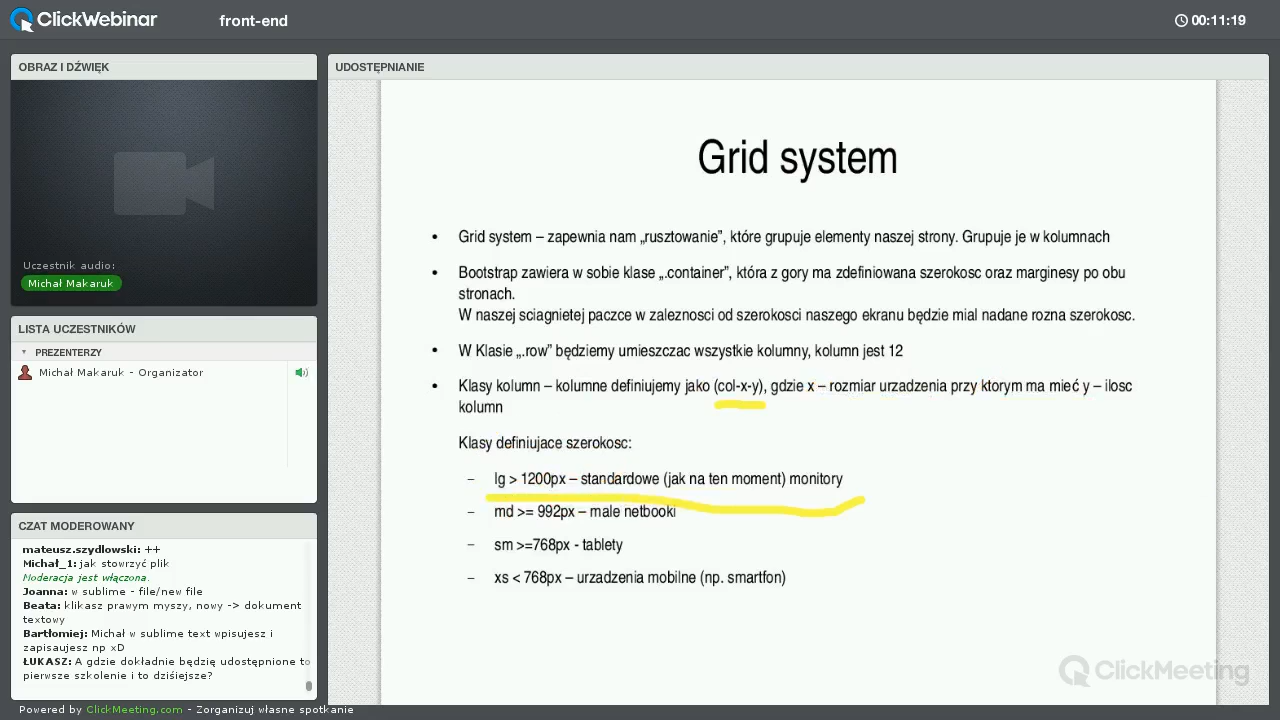 ClickWebinar
front-end
00:11:19
OBRAZ I DŹWIĘK
Uczestnik audio:
Michał Makaruk
LISTA UCZESTNIKÓW
PREZENTERZY
Michał Makaruk - Organizator
CZAT MODEROWANY
mateusz.szydlowski: ++
Michał_1: jak stowrzyć plik
Moderacja jest włączona.
Joanna: w sublime - file/new file
Beata: klikasz prawym myszy, nowy -> dokument
textowy
Bartłomiej: Michał w sublime text wpisujesz i
zapisaujesz mq xD
ŁUKASZ: A gdzie dokładnie będzię udostępnione to
pierwsze szkolenie i to dzisiejsze?
UDOSTĘPNIANIE
Grid system
• Grid system – zapewnia nam „rusztowanie”, które grupuje elementy naszej strony. Grupuje je w kolumnach
• Bootstrap zawiera w sobie klase „.container”, która z gory ma zdefiniowana szerokosc oraz marginesy po obu
stronach.
W naszej sciagnietej paczce w zaleznosci od szerokosci naszego ekranu będzie mial nadane rozna szerokosc.
• W Klasie „.row” będziemy umieszczac wszystkie kolumny, kolumn jest 12
• Klasy kolumn – kolumne definiujemy jako (col-x-y), gdzie x – rozmiar urzadzenia przy ktorym ma mieć y – ilosc
kolumn
Klasy definiujace szerokosc:
– lg > 1200px – standardowe (jak na ten moment) monitory
– md >= 992px – male netbooki
– sm >=768px - tablety
– xs < 768px – urzadzenia mobilne (np. smartfon)
ClickMeeting
Powered by ClickMeeting.com - Zorganizuj własne spotkanie